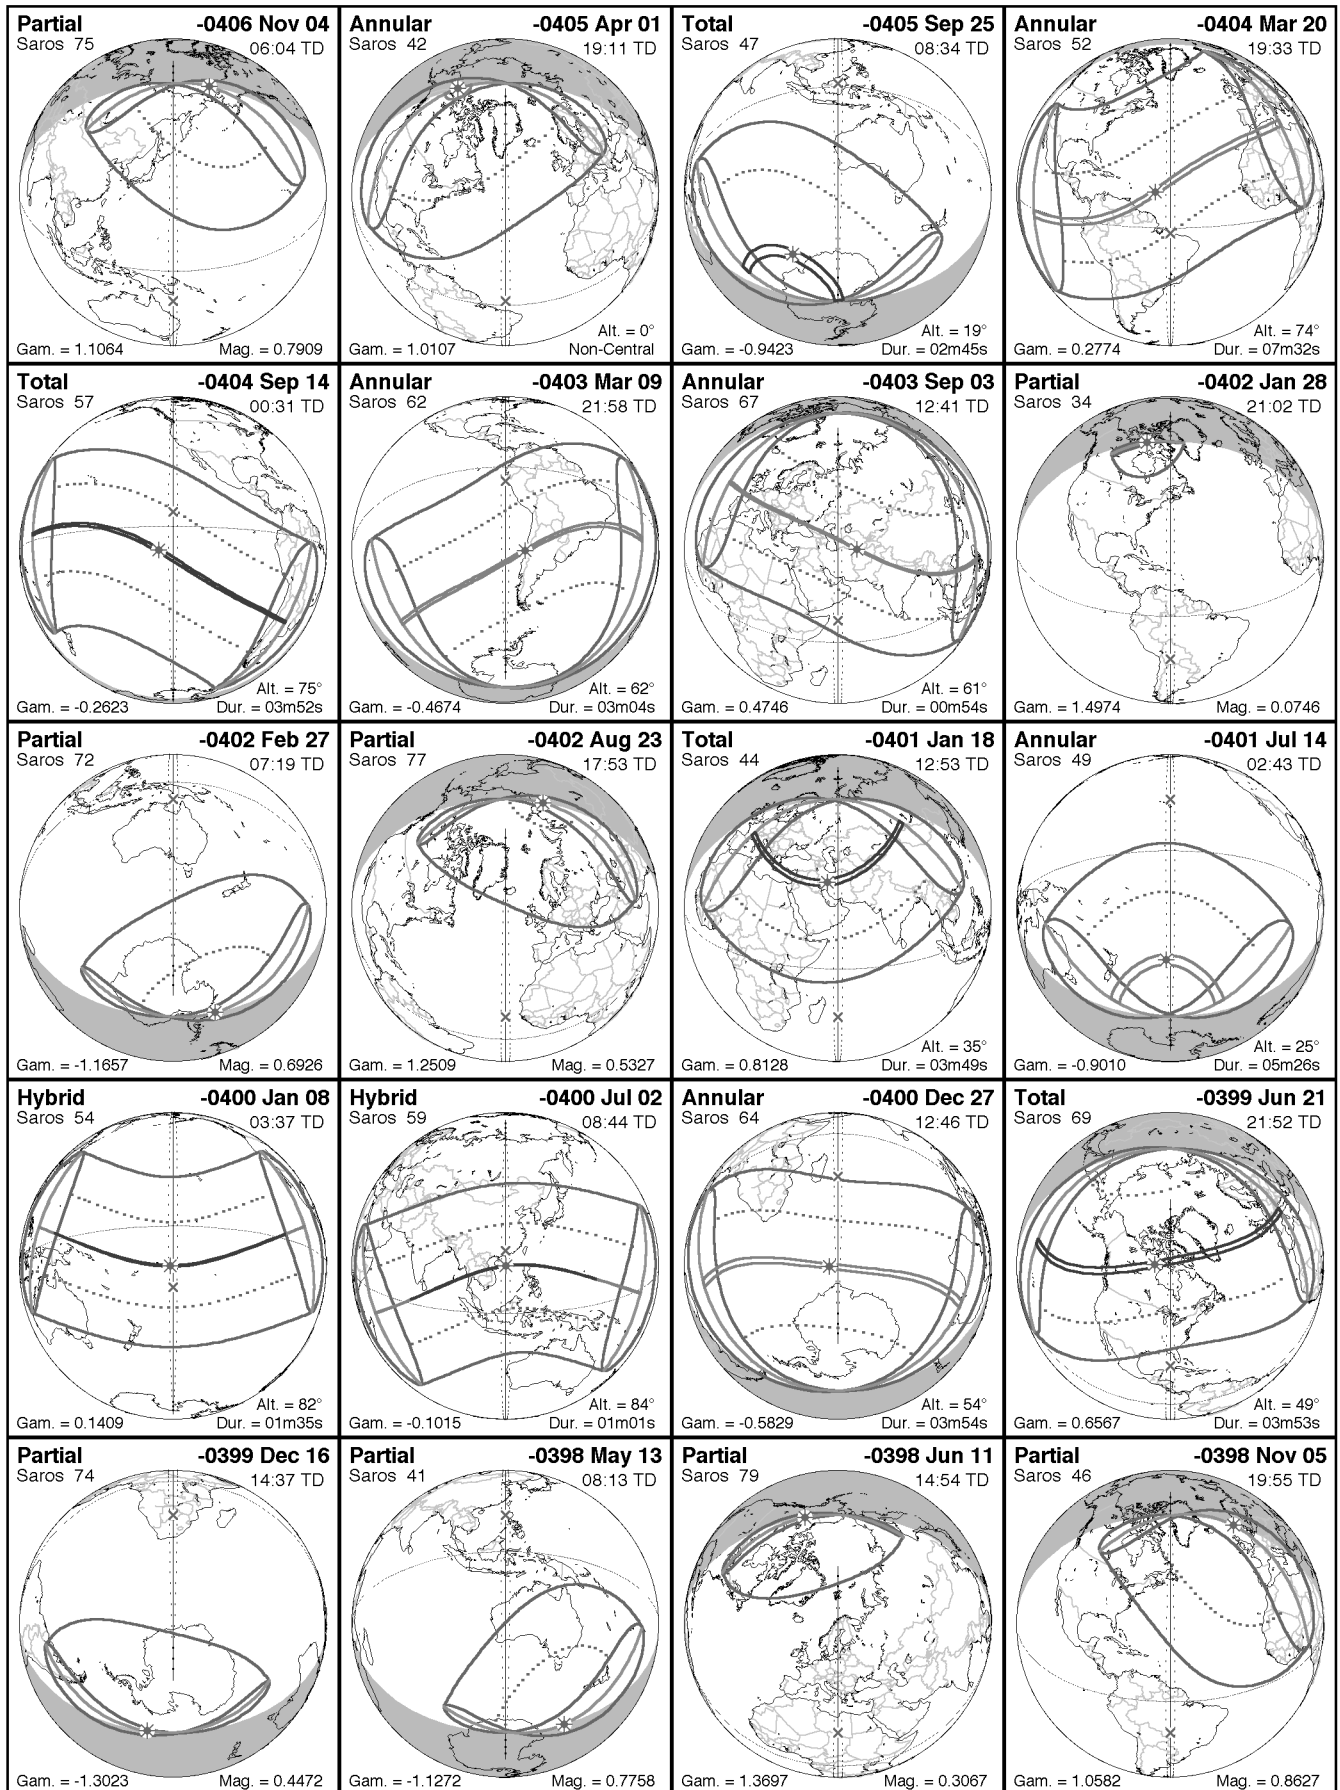 Partial -0406 Nov 04
Saros 75 06:04 TD
Gam. = 1.1064 Mag. = 0.7909
Annular -0405 Apr 01
Saros 42 19:11 TD
Alt. = 0°
Gam. = 1.0107 Non-Central
Total -0405 Sep 25
Saros 47 08:34 TD
Alt. = 19°
Gam. = -0.9423 Dur. = 02m45s
Annular -0404 Mar 20
Saros 52 19:33 TD
Alt. = 74°
Gam. = 0.2774 Dur. = 07m32s
Total -0404 Sep 14
Saros 57 00:31 TD
Alt. = 75°
Gam. = -0.2623 Dur. = 03m52s
Annular -0403 Mar 09
Saros 62 21:58 TD
Alt. = 62°
Gam. = -0.4674 Dur. = 03m04s
Annular -0403 Sep 03
Saros 67 12:41 TD
Alt. = 61°
Gam. = 0.4746 Dur. = 00m54s
Partial -0402 Jan 28
Saros 34 21:02 TD
Gam. = 1.4974 Mag. = 0.0746
Partial -0402 Feb 27
Saros 72 07:19 TD
Gam. = -1.1657 Mag. = 0.6926
Partial -0402 Aug 23
Saros 77 17:53 TD
Gam. = 1.2509 Mag. = 0.5327
Total -0401 Jan 18
Saros 44 12:53 TD
Alt. = 35°
Gam. = 0.8128 Dur. = 03m49s
Annular -0401 Jul 14
Saros 49 02:43 TD
Alt. = 25°
Gam. = -0.9010 Dur. = 05m26s
Hybrid -0400 Jan 08
Saros 54 03:37 TD
Alt. = 82°
Gam. = 0.1409 Dur. = 01m35s
Hybrid -0400 Jul 02
Saros 59 08:44 TD
Alt. = 84°
Gam. = -0.1015 Dur. = 01m01s
Annular -0400 Dec 27
Saros 64 12:46 TD
Alt. = 54°
Gam. = -0.5829 Dur. = 03m54s
Total -0399 Jun 21
Saros 69 21:52 TD
Alt. = 49°
Gam. = 0.6567 Dur. = 03m53s
Partial -0399 Dec 16
Saros 74 14:37 TD
Gam. = -1.3023 Mag. = 0.4472
Partial -0398 May 13
Saros 41 08:13 TD
Gam. = -1.1272 Mag. = 0.7758
Partial -0398 Jun 11
Saros 79 14:54 TD
Gam. = 1.3697 Mag. = 0.3067
Partial -0398 Nov 05
Saros 46 19:55 TD
Gam. = 1.0582 Mag. = 0.8627